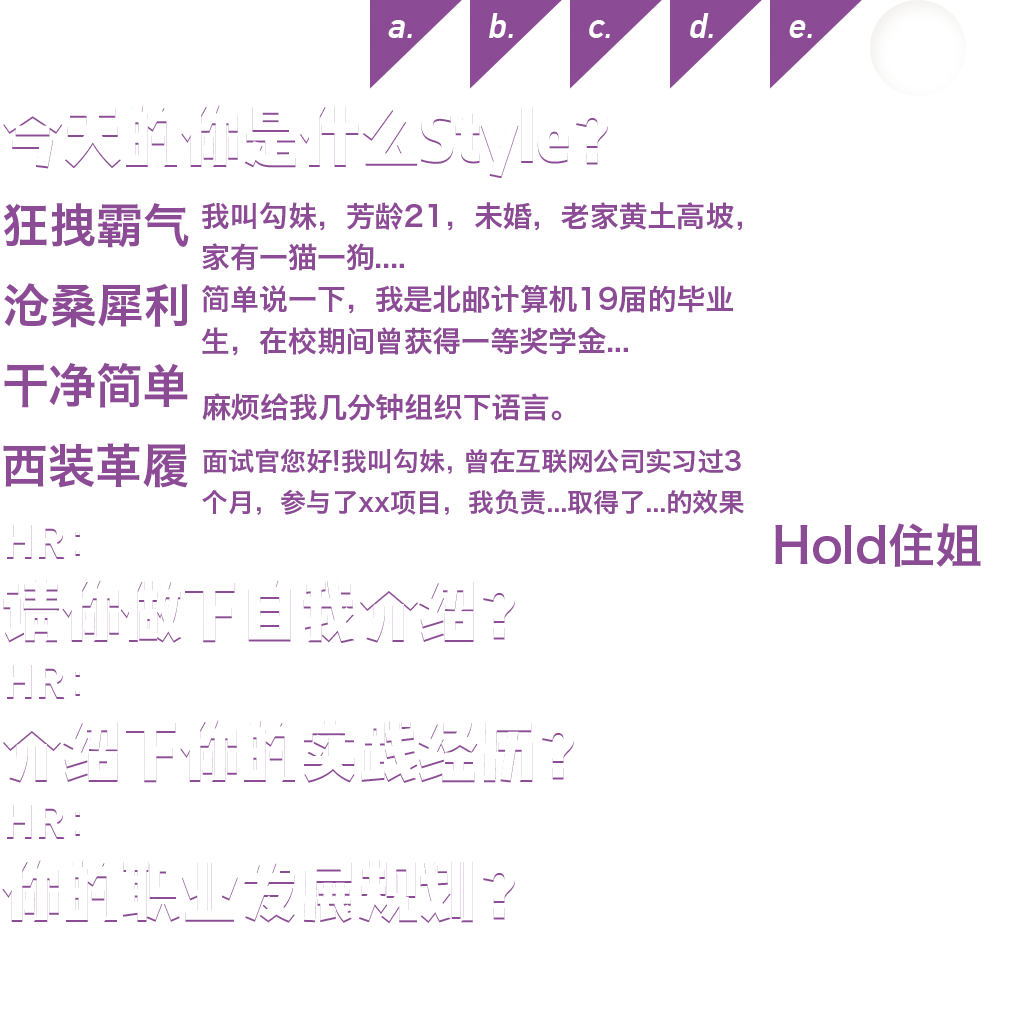 a. b. c. d. e.
今天的你是什么Style?
狂拽霸气
我叫勾妹，芳龄21，未婚，老家黄土高坡，
家有一猫一狗....
沧桑犀利
简单说一下，我是北邮计算机19届的毕业
生，在校期间曾获得一等奖学金...
干净简单
麻烦给我几分钟组织下语言。
西装革履
面试官您好!我叫勾妹, 曾在互联网公司实习过3
个月，参与了xx项目，我负责...取得了...的效果
HR:
Hold住姐
请你做下自我介绍?
HR:
介绍下你的实践经历?
HR:
你的职业发展规划?